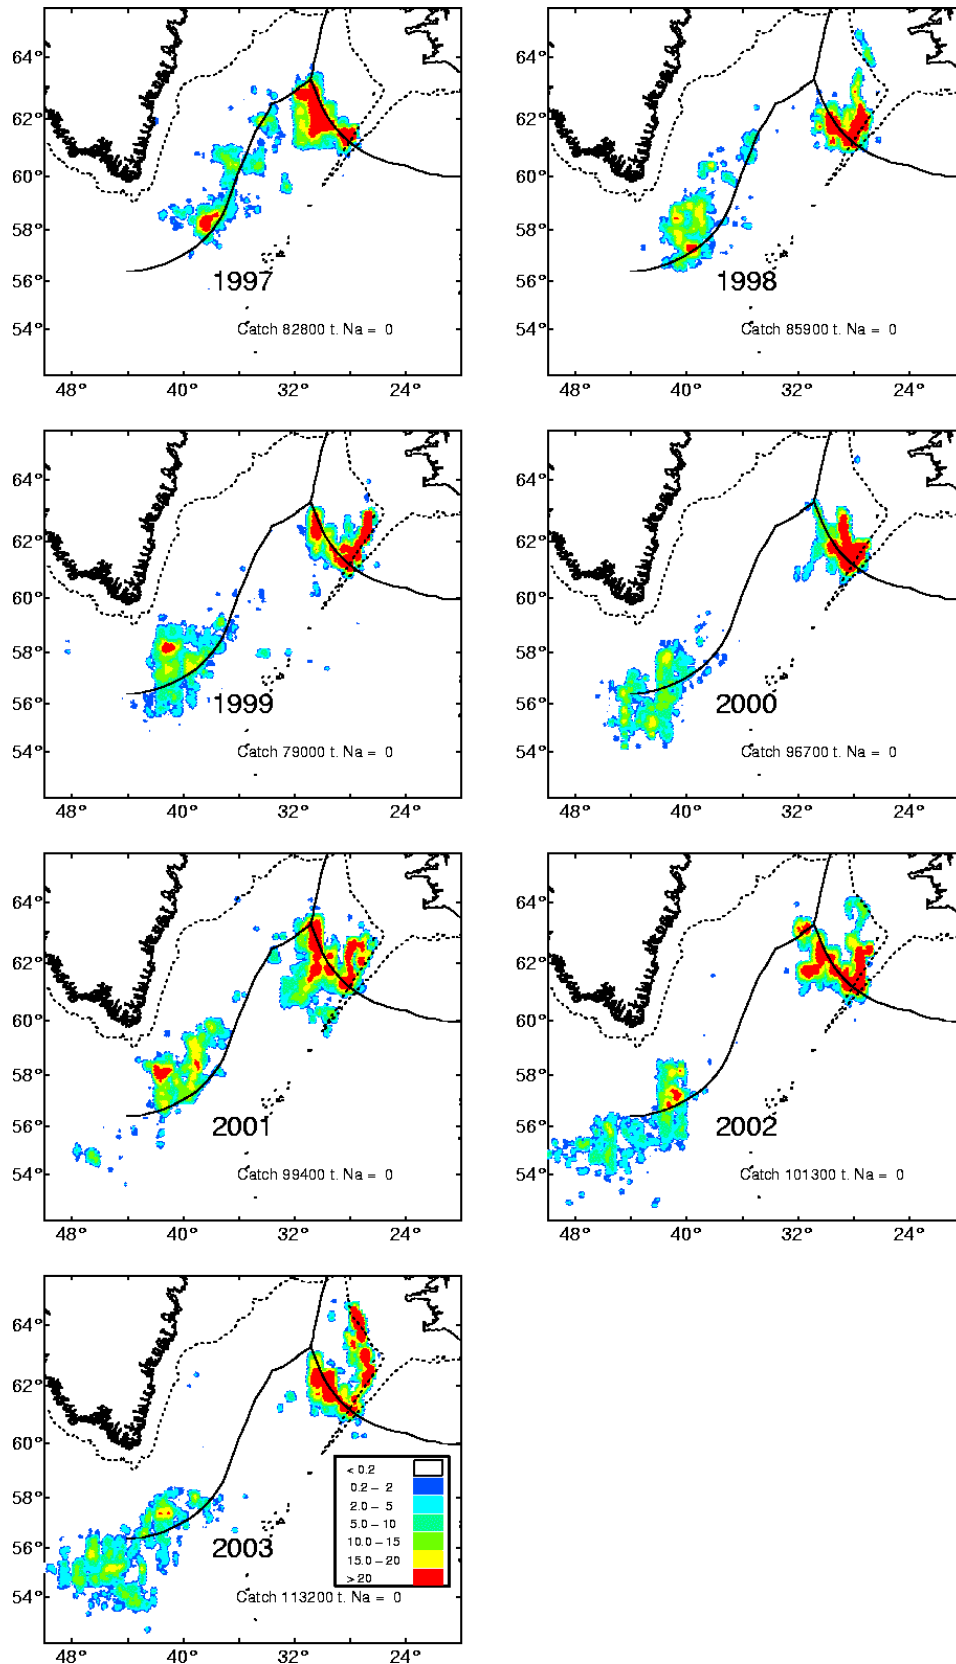 64°
62°
60°
58°
56°
54°
1997
Catch 82800 t. Na = 0
48° 40° 32° 24°
64°
62°
60°
58°
56°
54°
1998
Catch 85900 t. Na = 0
48° 40° 32° 24°
64°
62°
60°
58°
56°
54°
1999
Catch 79000 t. Na = 0
48° 40° 32° 24°
64°
62°
60°
58°
56°
54°
2000
Catch 96700 t. Na = 0
48° 40° 32° 24°
64°
62°
60°
58°
56°
54°
2001
Catch 99400 t. Na = 0
48° 40° 32° 24°
64°
62°
60°
58°
56°
54°
2002
Catch 101300 t. Na = 0
48° 40° 32° 24°
64°
62°
60°
58°
56°
54°
2003
Catch 113200 t. Na = 0
< 0.2
0.2 – 2
2.0 – 5
5.0 – 10
10.0 – 15
15.0 – 20
> 20
48° 40° 32° 24°